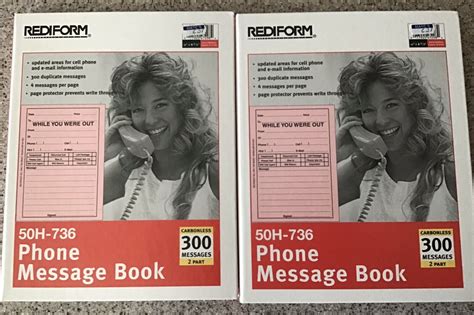 REDIFORM®
• updated areas for cell phone
and e-mail information
• 300 duplicate messages
• 4 messages per page
• page protector prevents write through
WHILE YOU WERE OUT
Signed
50H-736
Phone
Message Book
CARBONLESS
300
MESSAGES
2 PART
REDIFORM®
• updated areas for cell phone
and e-mail information
• 300 duplicate messages
• 4 messages per page
• page protector prevents write through
WHILE YOU WERE OUT
Signed
50H-736
Phone
Message Book
CARBONLESS
300
MESSAGES
2 PART